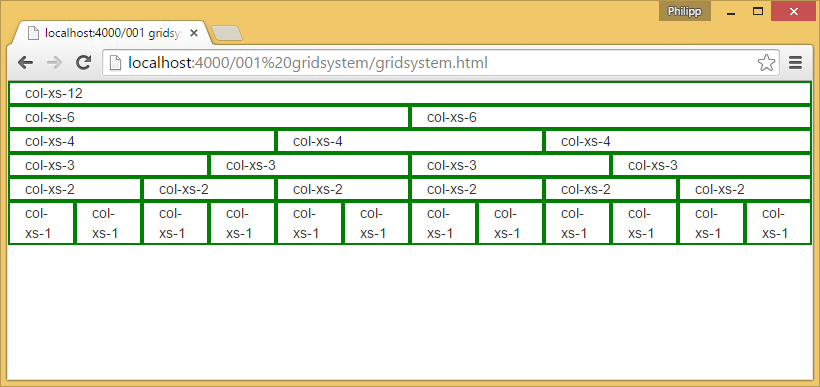 Philipp
localhost:4000/001 gridsys
localhost:4000/001%20gridsystem/gridsystem.html
col-xs-12
col-xs-6 col-xs-6
col-xs-4 col-xs-4 col-xs-4
col-xs-3 col-xs-3 col-xs-3 col-xs-3
col-xs-2 col-xs-2 col-xs-2 col-xs-2 col-xs-2 col-xs-2
col- col- col- col- col- col- col- col- col- col- col- col-
xs-1 xs-1 xs-1 xs-1 xs-1 xs-1 xs-1 xs-1 xs-1 xs-1 xs-1 xs-1